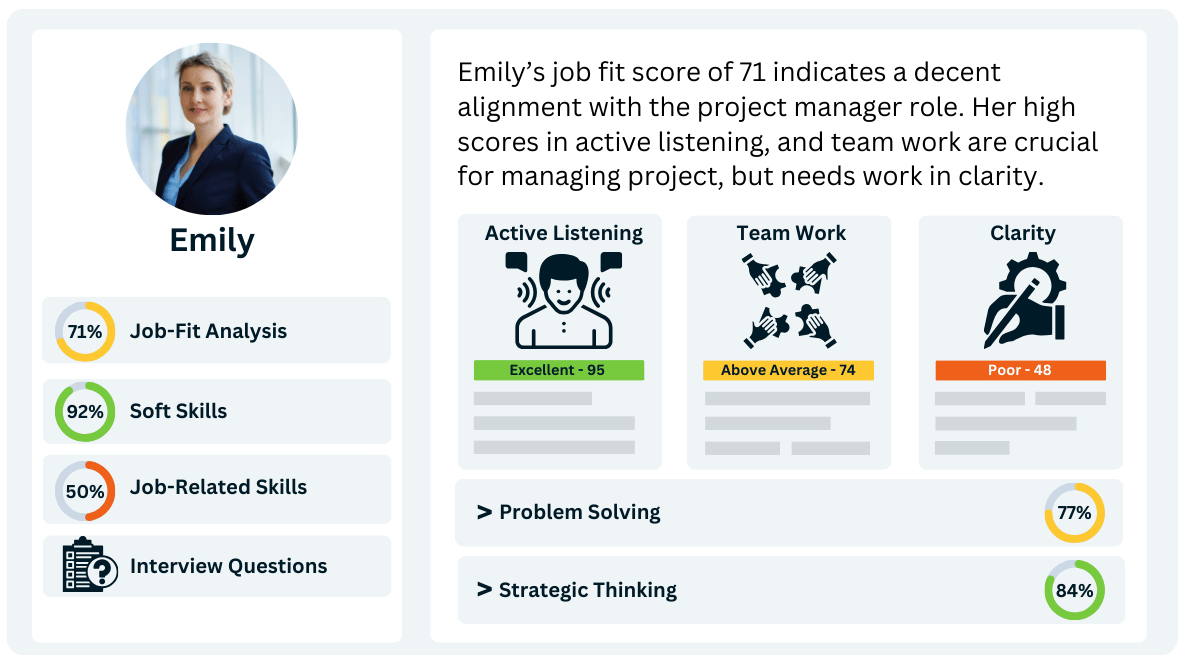 Emily
71% Job-Fit Analysis
92% Soft Skills
50% Job-Related Skills
? Interview Questions
Emily’s job fit score of 71 indicates a decent
alignment with the project manager role. Her high
scores in active listening, and team work are crucial
for managing project, but needs work in clarity.
Active Listening
Excellent - 95
Team Work
Above Average - 74
Clarity
Poor - 48
> Problem Solving 77%
> Strategic Thinking 84%